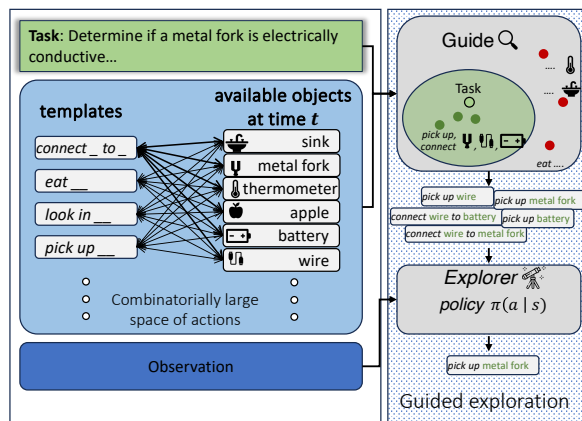 Task: Determine if a metal fork is electrically
conductive…
templates
available objects
at time t
connect _ to _
eat __
look in __
pick up __
sink
metal fork
thermometer
apple
battery
wire
Combinatorially large
space of actions
Observation
Guide
Task
pick up,
connect
, , 
....
....
eat ....
pick up wire
pick up metal fork
connect wire to battery
pick up battery
connect wire to metal fork
Explorer
policy π(a | s)
pick up metal fork
Guided exploration